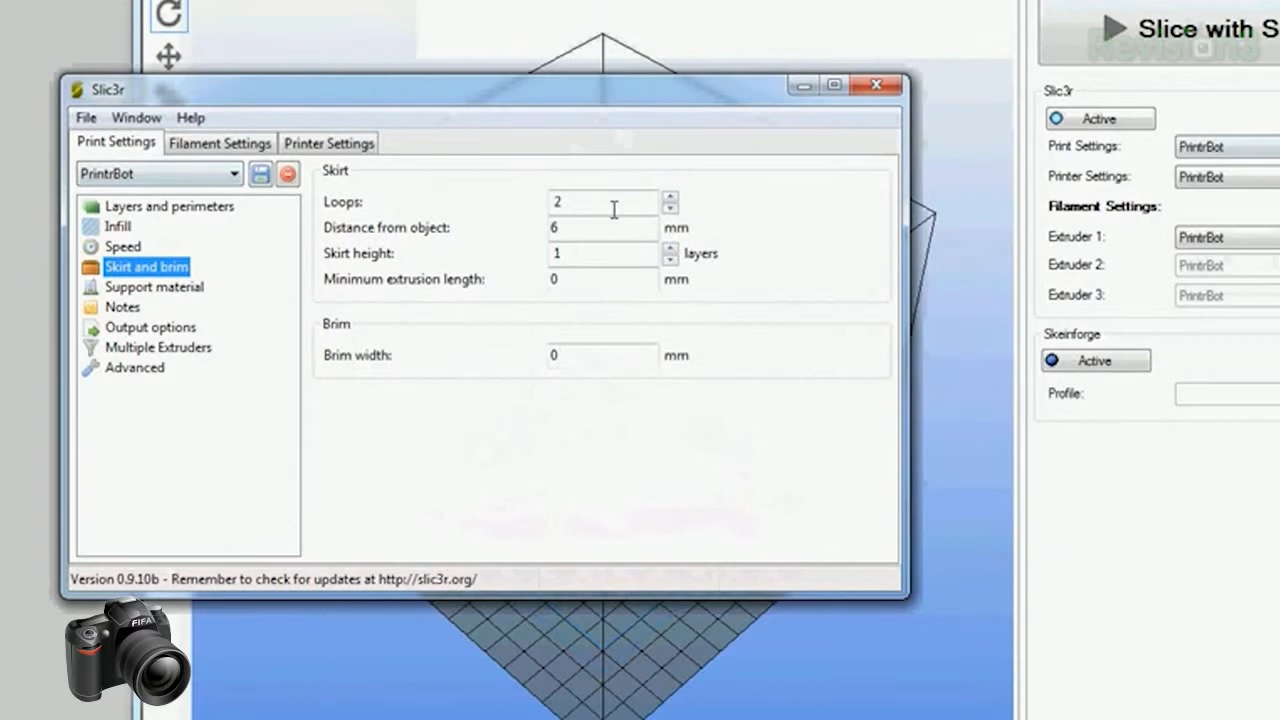 Slice with S
Slic3r
File Window Help
Print Settings Filament Settings Printer Settings
PrintrBot
Layers and perimeters
Infill
Speed
Skirt and brim
Support material
Notes
Output options
Multiple Extruders
Advanced
Skirt
Loops: 2
Distance from object: 6 mm
Skirt height: 1 layers
Minimum extrusion length: 0 mm
Brim
Brim width: 0 mm
Version 0.9.10b - Remember to check for updates at http://slic3r.org/
Slic3r
Active
Print Settings: PrintrBot
Printer Settings: PrintrBot
Filament Settings:
Extruder 1: PrintrBot
Extruder 2: PrintrBot
Extruder 3: PrintrBot
Skeinforge
Active
Profile:
FIFA